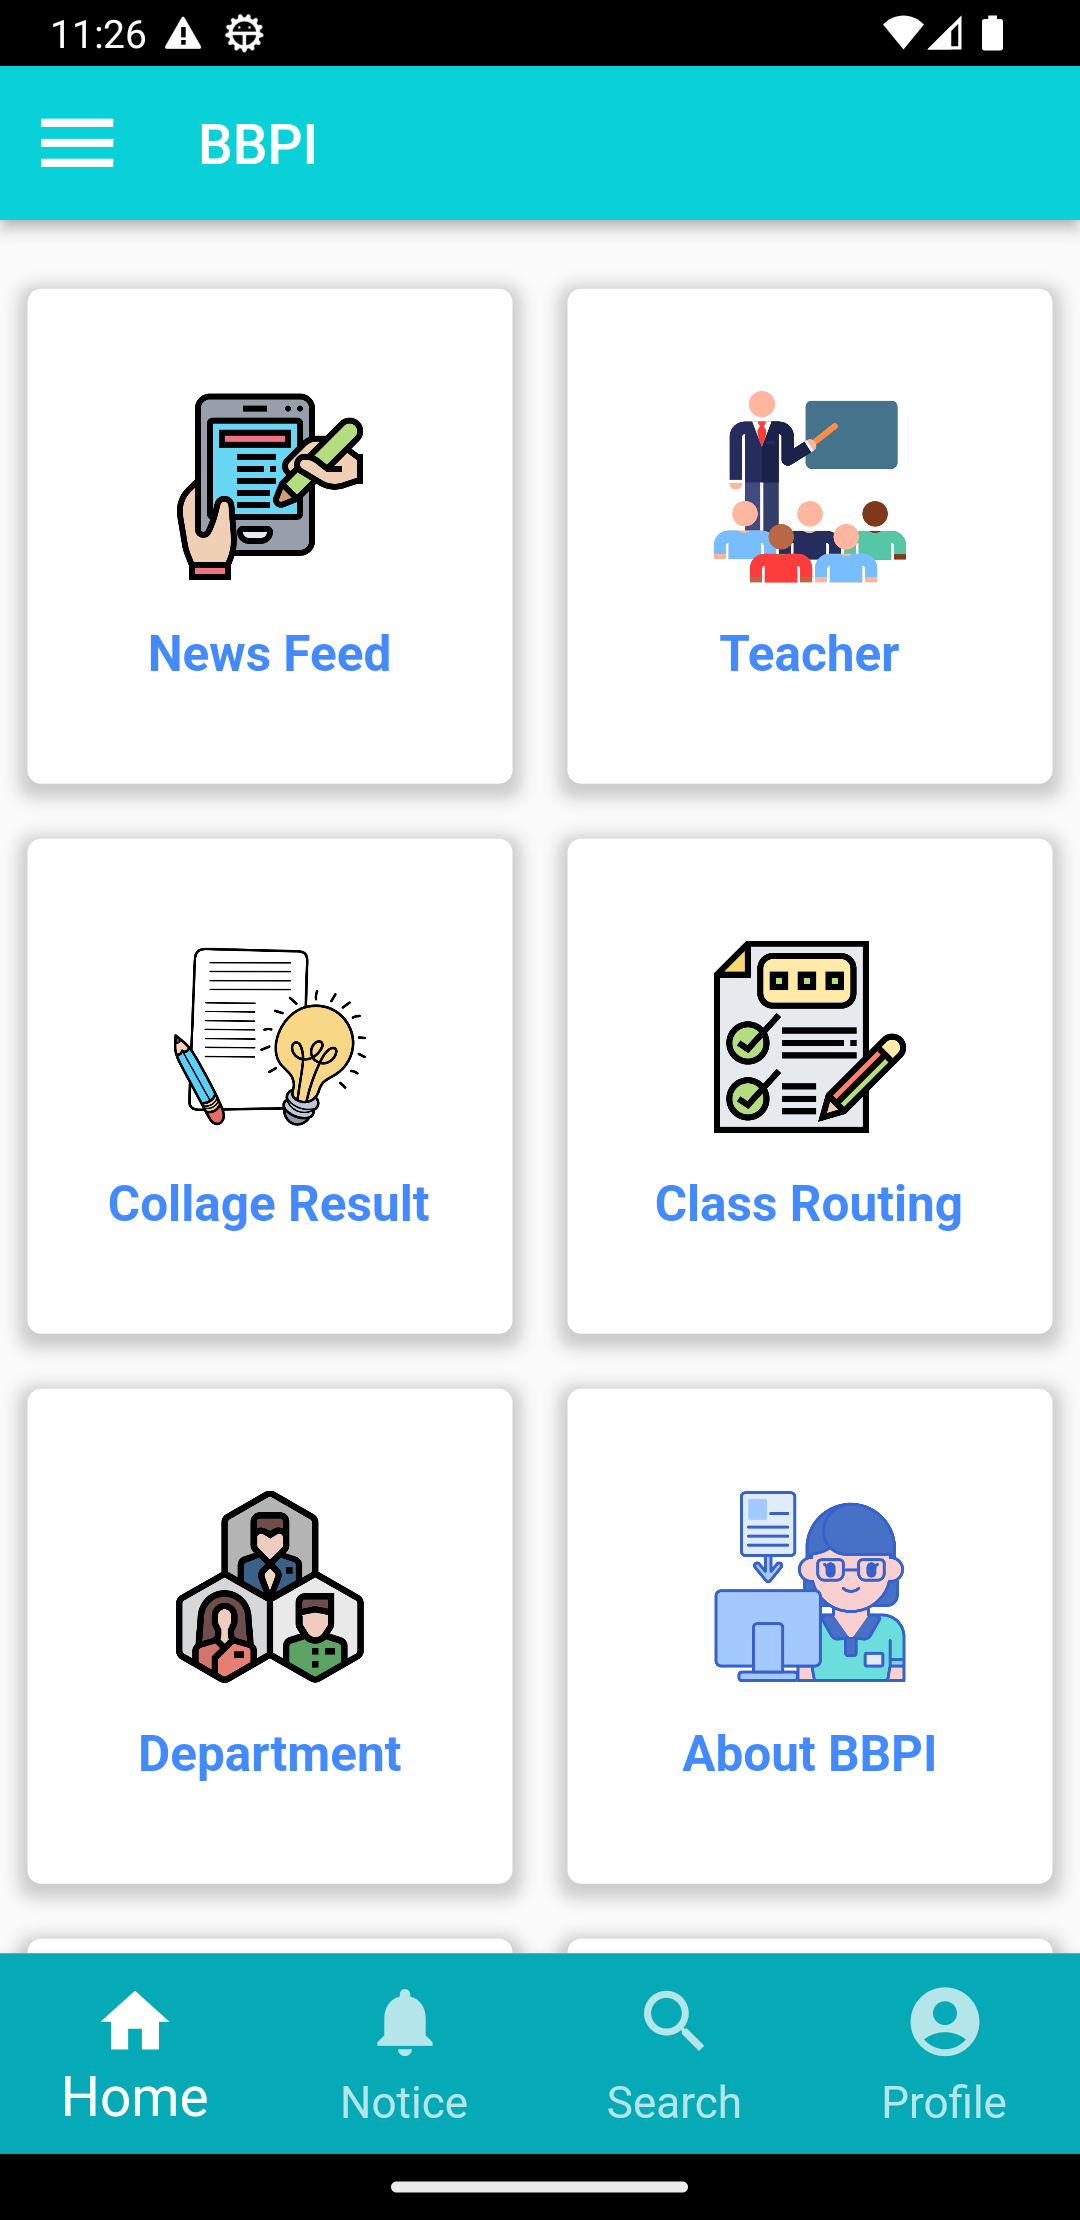 11:26
BBPI
News Feed
Teacher
Collage Result
Class Routing
Department
About BBPI
Home
Notice
Search
Profile